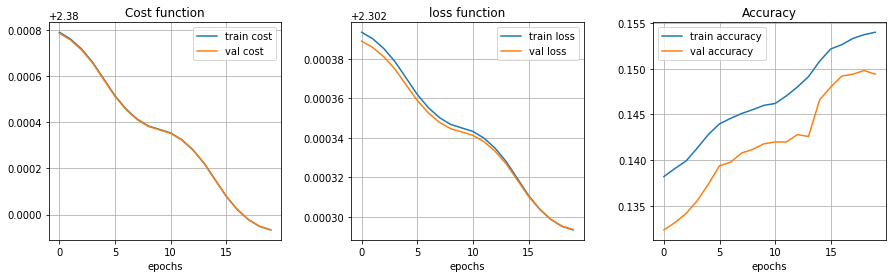 Cost function
+2.38
0.0008
0.0006
0.0004
0.0002
0.0000
train cost
val cost
0
5
10
15
epochs
loss function
+2.302
0.00038
0.00036
0.00034
0.00032
0.00030
train loss
val loss
0
5
10
15
epochs
Accuracy
0.155
0.150
0.145
0.140
0.135
train accuracy
val accuracy
0
5
10
15
epochs